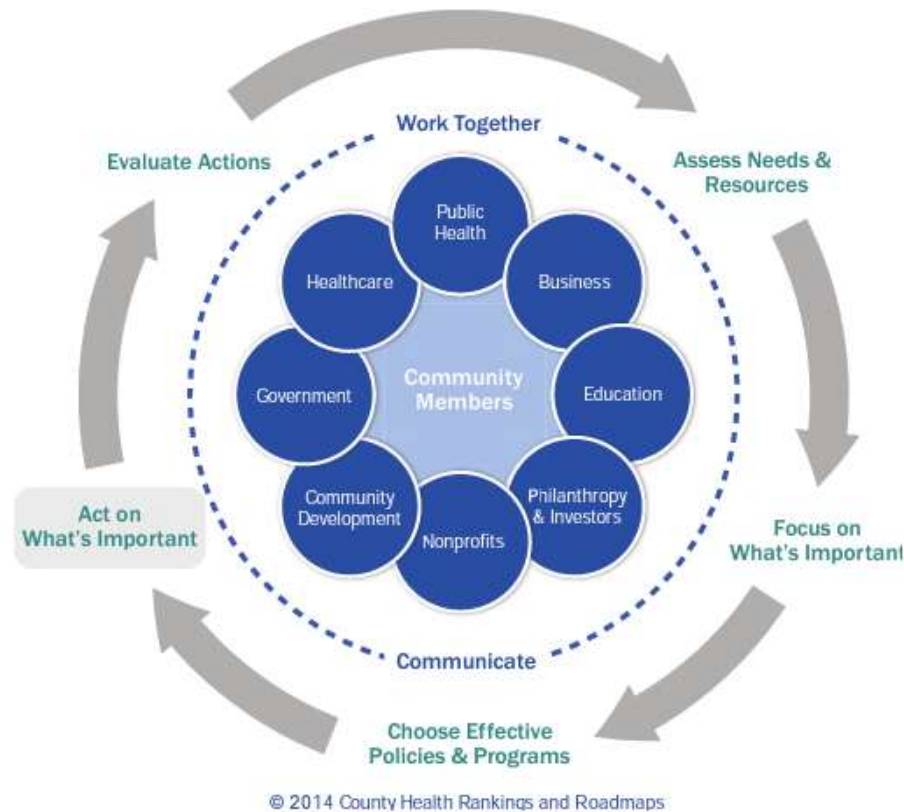 Work Together
Evaluate Actions
Assess Needs &
Resources
Public
Health
Healthcare
Business
Government
Community
Members
Education
Community
Development
Philanthropy
& Investors
Nonprofits
Act on
What's Important
Focus on
What's Important
Communicate
Choose Effective
Policies & Programs
© 2014 County Health Rankings and Roadmaps